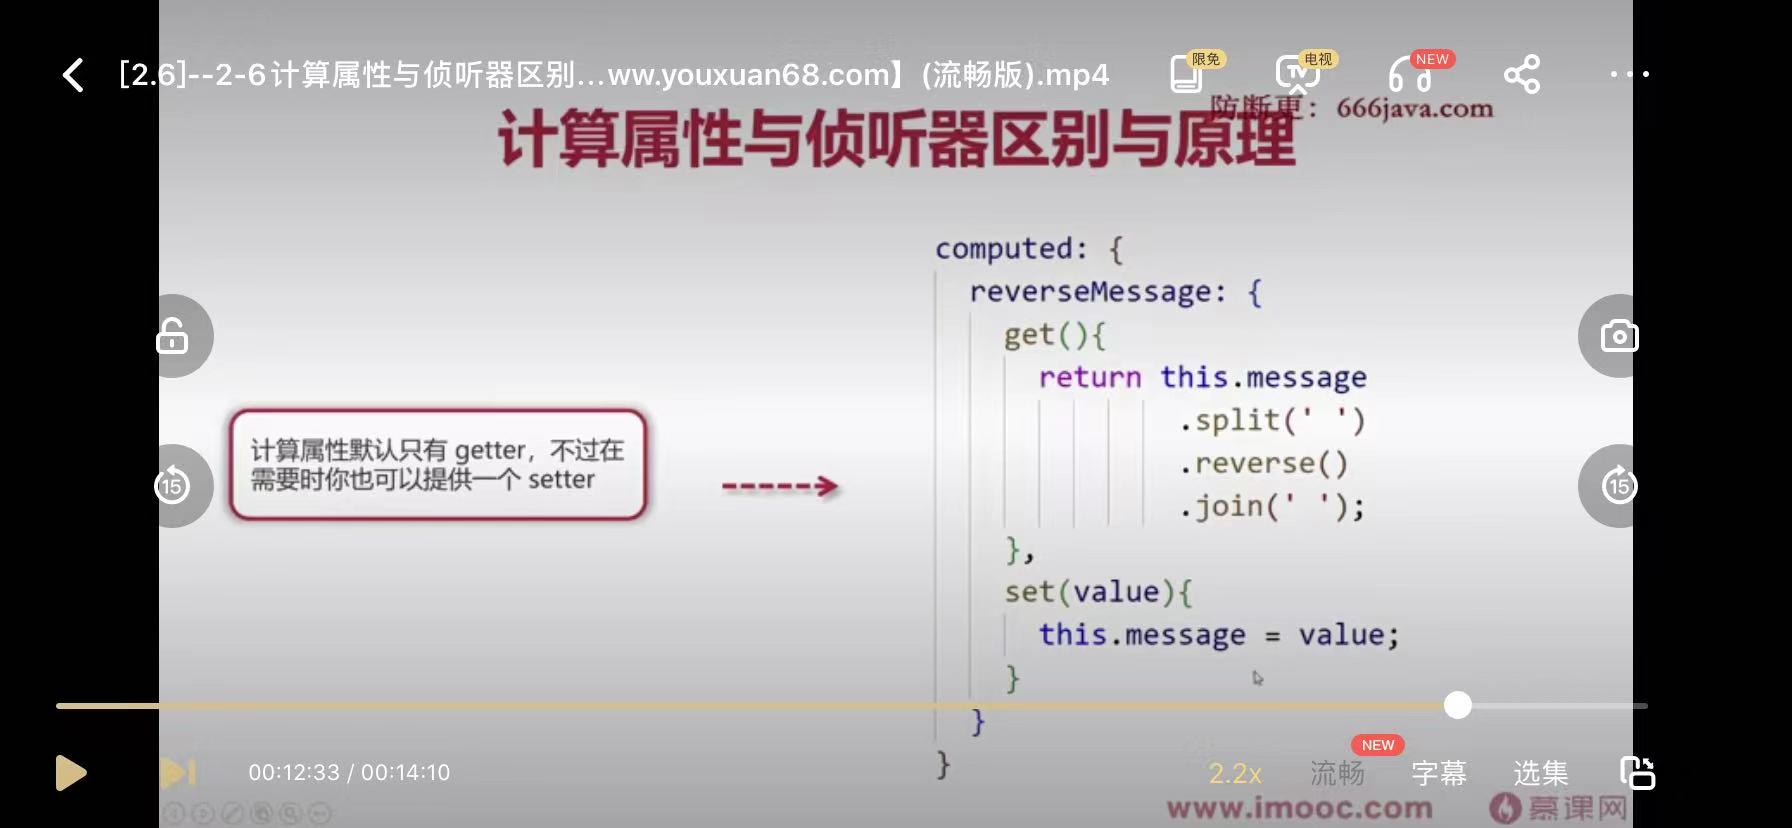 [2.6]--2-6计算属性与侦听器区别...ww.youxuan68.com】(流畅版).mp4
限免
电视
TV
NEW
防断更：666java.com
计算属性与侦听器区别与原理
computed: {
reverseMessage: {
get(){
return this.message
.split(' ')
.reverse()
.join(' ');
},
set(value){
this.message = value;
}
}
}
计算属性默认只有 getter，不过在
需要时你也可以提供一个 setter
15
15
00:12:33 / 00:14:10
2.2x
流畅
NEW
字幕
选集
www.imooc.com
慕课网